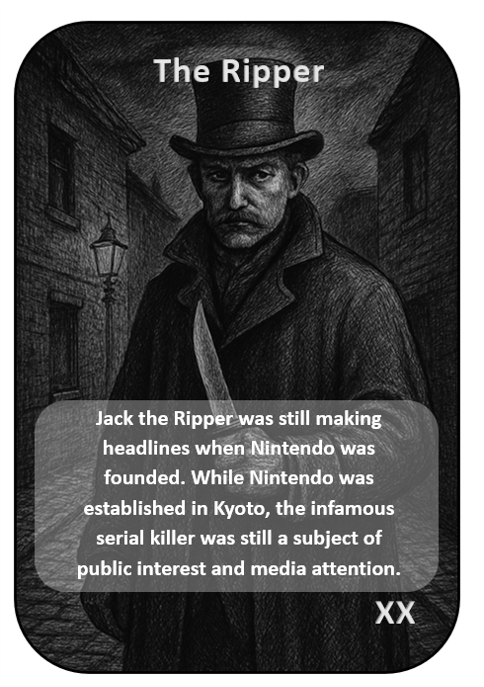 The Ripper
Jack the Ripper was still making
headlines when Nintendo was
founded. While Nintendo was
established in Kyoto, the infamous
serial killer was still a subject of
public interest and media attention.
XX